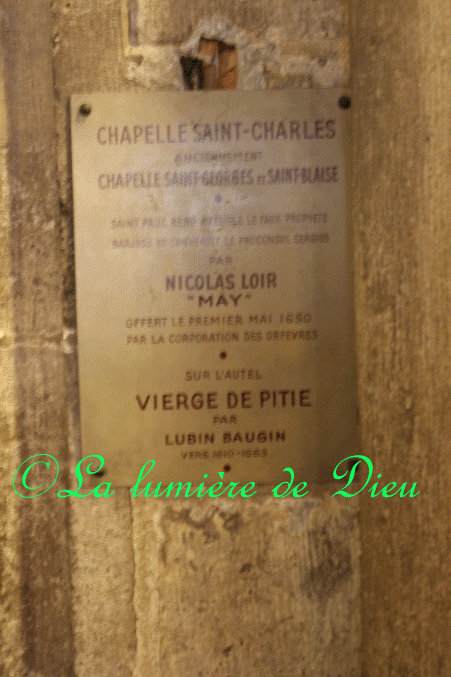 CHAPELLE SAINT-CHARLES
ANCIENNEMENT
CHAPELLE SAINT-GEORGES ET SAINT-BLAISE
SAINT PAUL REND AVEUGLE LE FAUX PROPHETE
BARJESU ET CONVERTIT LE PROCONSUL SERGIUS
PAR
NICOLAS LOIR
"MAY"
OFFERT LE PREMIER MAI 1650
PAR LA CORPORATION DES ORFEVRES
SUR L'AUTEL
VIERGE DE PITIE
PAR
LUBIN BAUGIN
VERS 1610-1663
©La lumière de Dieu